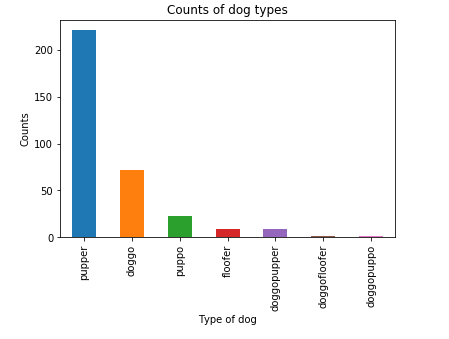 Counts of dog types
200
150
100
50
0
Counts
pupper
doggo
puppo
floofer
doggopupper
doggofloofer
doggopuppo
Type of dog